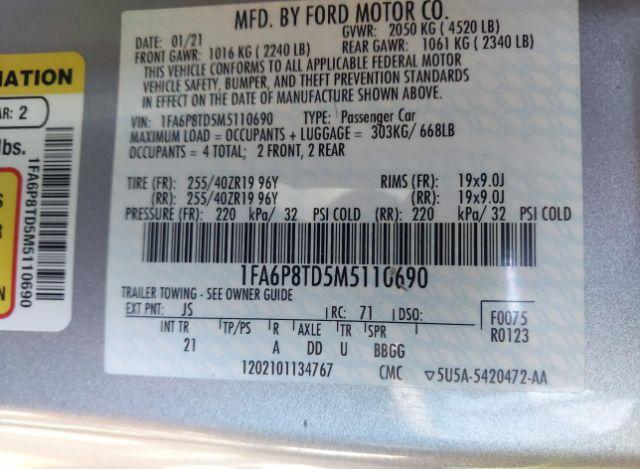 MFD. BY FORD MOTOR CO.
DATE: 01/21 GVWR: 2050 KG ( 4520 LB)
FRONT GAWR: 1016 KG ( 2240 LB) REAR GAWR: 1061 KG ( 2340 LB)
THIS VEHICLE CONFORMS TO ALL APPLICABLE FEDERAL MOTOR
VEHICLE SAFETY, BUMPER, AND THEFT PREVENTION STANDARDS
IN EFFECT ON THE DATE OF MANUFACTURE SHOWN ABOVE.
VIN: 1FA6P8TD5M5110690 TYPE: Passenger Car
MAXIMUM LOAD = OCCUPANTS + LUGGAGE = 303KG/ 668LB
OCCUPANTS = 4 TOTAL; 2 FRONT, 2 REAR
TIRE (FR): 255/40ZR19 96Y RIMS (FR): 19x9.0J
(RR): 255/40ZR19 96Y (RR): 19x9.0J
PRESSURE (FR): 220 kPa/ 32 PSI COLD (RR): 220 kPa/ 32 PSI COLD
1FA6P8TD5M5110690
TRAILER TOWING - SEE OWNER GUIDE
EXT PNT: JS RC: 71 DSO: F0075
INT TR TP/PS R AXLE TR SPR R0123
21 A DD U BBGG
1202101134767 CMC ▽5U5A-5420472-AA
MATION
AR: 2
lbs.
S
R
N
1FA6P8TD5M5110690